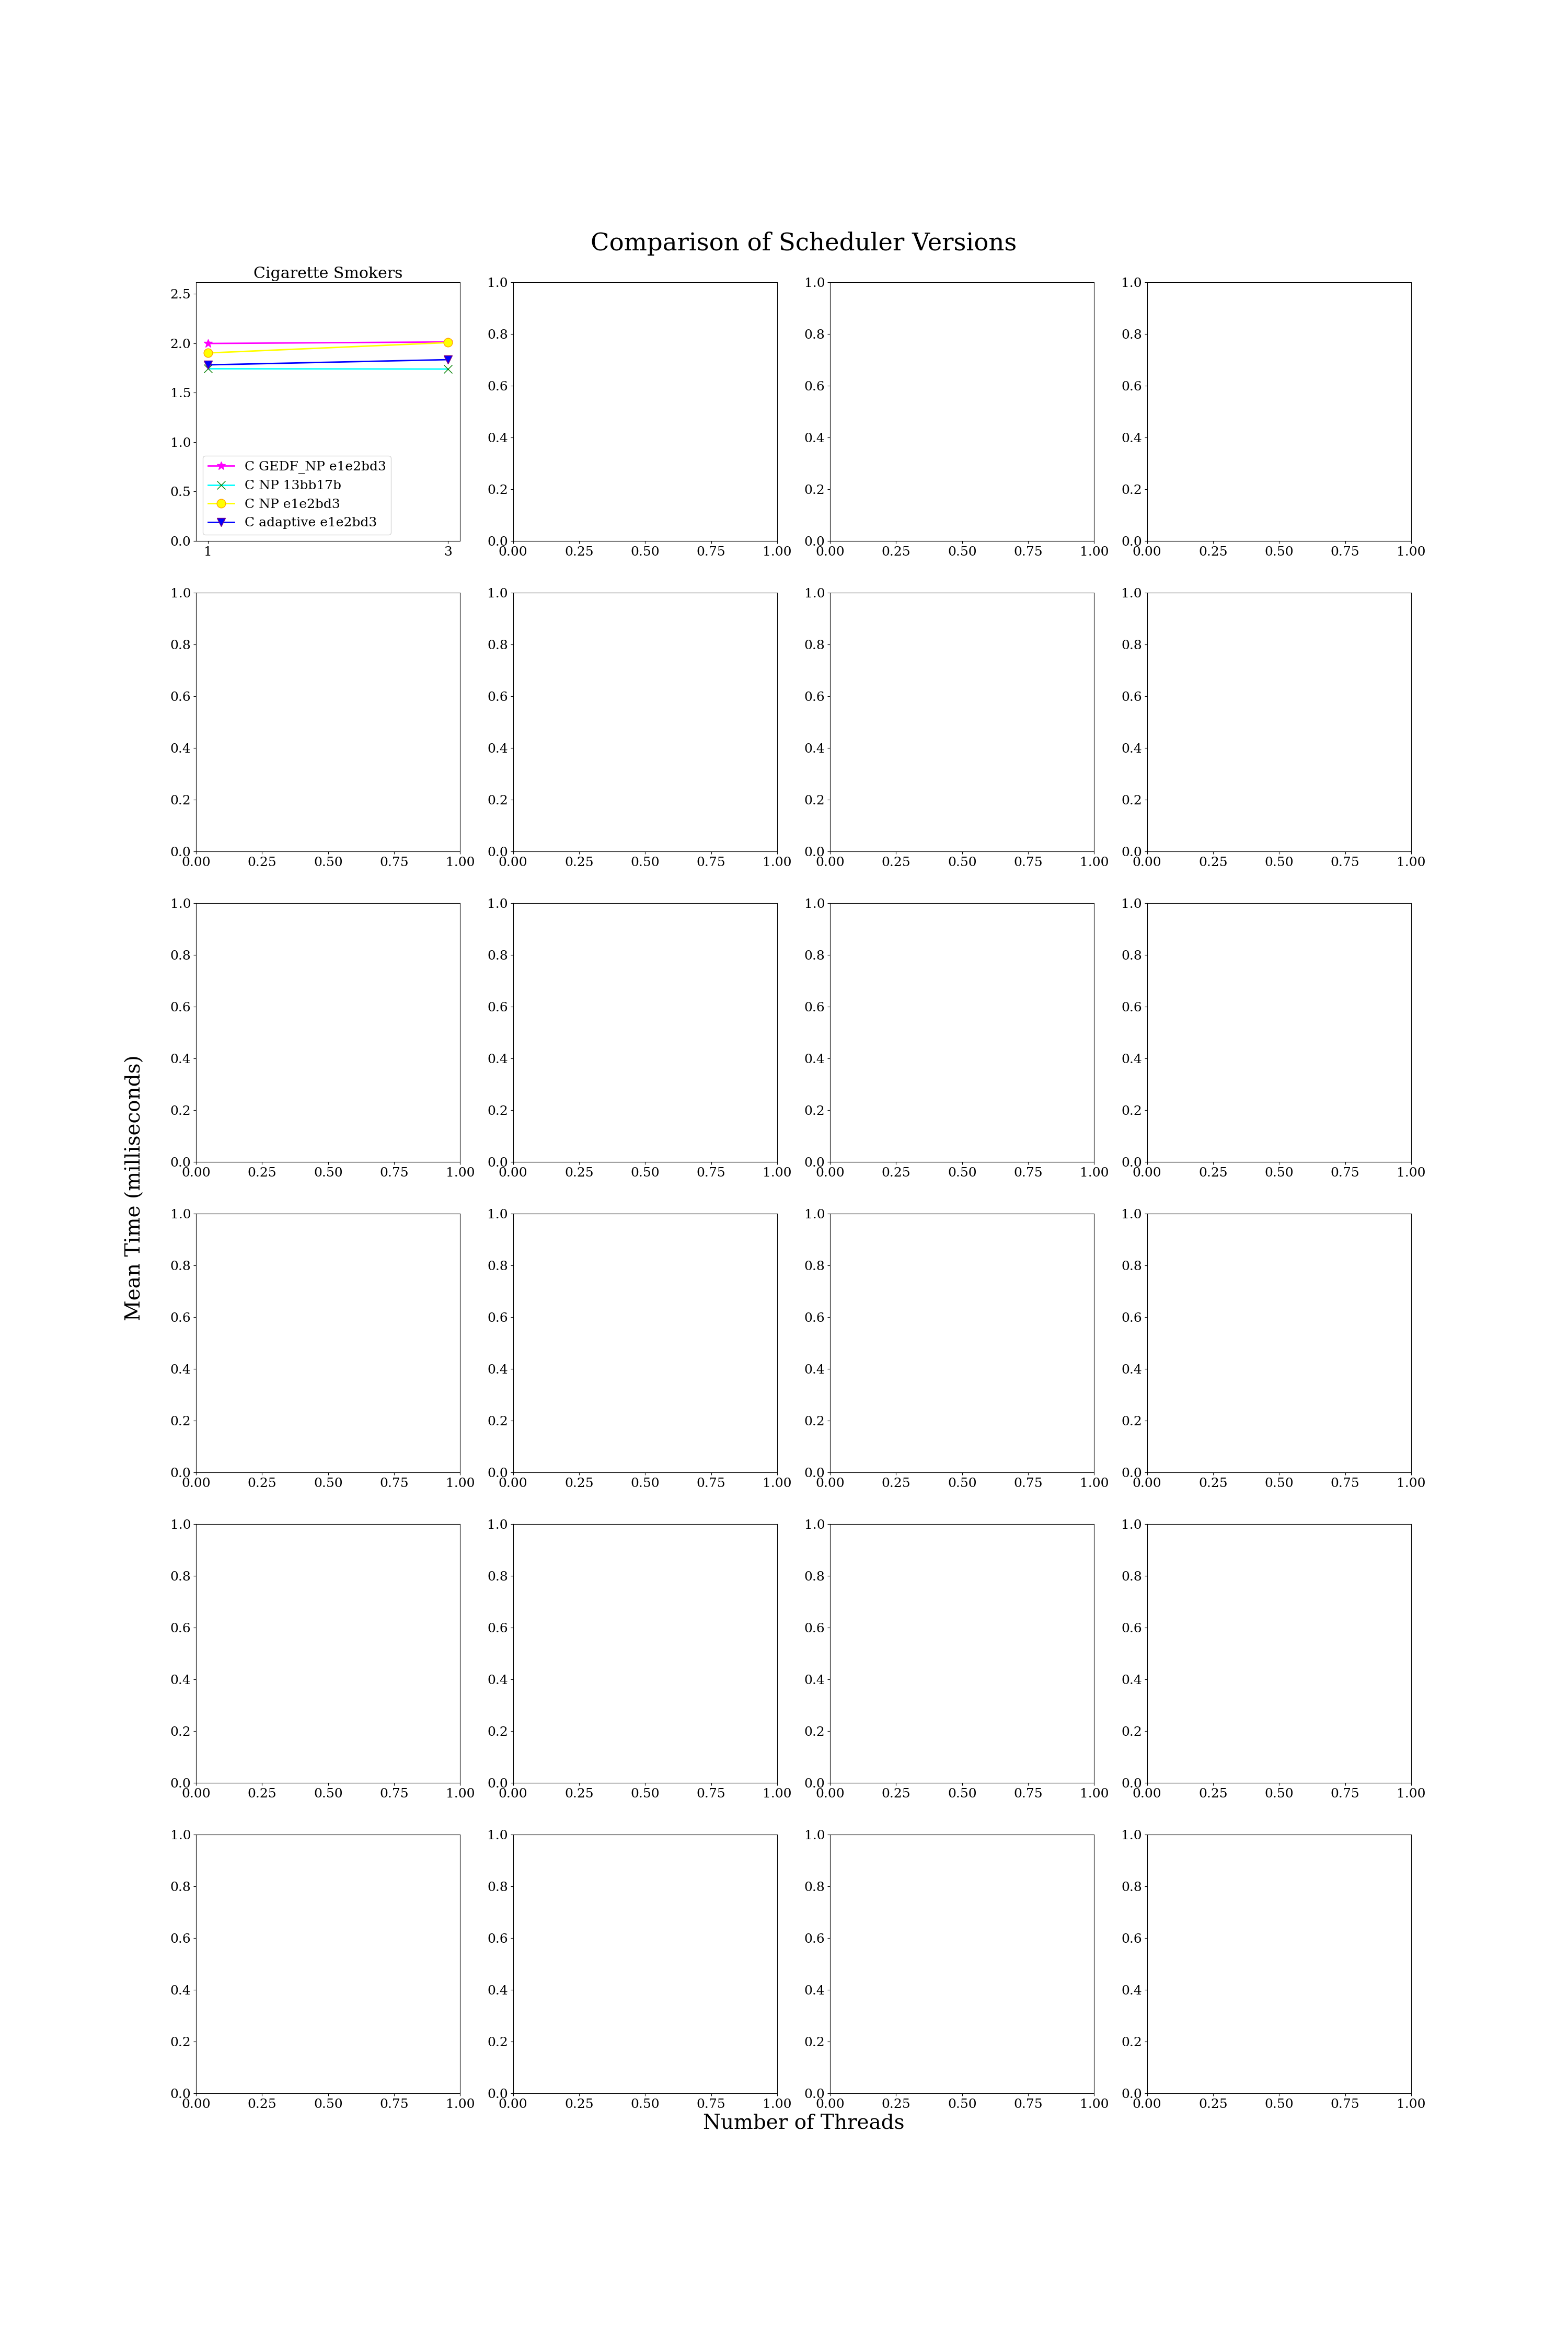 Comparison of Scheduler Versions
Cigarette Smokers
2.5
2.0
1.5
1.0
0.5
0.0
1 3
C GEDF_NP e1e2bd3
C NP 13bb17b
C NP e1e2bd3
C adaptive e1e2bd3
1.0 1.0 1.0
0.8 0.8 0.8
0.6 0.6 0.6
0.4 0.4 0.4
0.2 0.2 0.2
0.0 0.0 0.0
0.00 0.25 0.50 0.75 1.00 0.00 0.25 0.50 0.75 1.00 0.00 0.25 0.50 0.75 1.00
1.0 1.0 1.0 1.0
0.8 0.8 0.8 0.8
0.6 0.6 0.6 0.6
0.4 0.4 0.4 0.4
0.2 0.2 0.2 0.2
0.0 0.0 0.0 0.0
0.00 0.25 0.50 0.75 1.00 0.00 0.25 0.50 0.75 1.00 0.00 0.25 0.50 0.75 1.00 0.00 0.25 0.50 0.75 1.00
1.0 1.0 1.0 1.0
0.8 0.8 0.8 0.8
0.6 0.6 0.6 0.6
0.4 0.4 0.4 0.4
0.2 0.2 0.2 0.2
0.0 0.0 0.0 0.0
0.00 0.25 0.50 0.75 1.00 0.00 0.25 0.50 0.75 1.00 0.00 0.25 0.50 0.75 1.00 0.00 0.25 0.50 0.75 1.00
Mean Time (milliseconds)
1.0 1.0 1.0 1.0
0.8 0.8 0.8 0.8
0.6 0.6 0.6 0.6
0.4 0.4 0.4 0.4
0.2 0.2 0.2 0.2
0.0 0.0 0.0 0.0
0.00 0.25 0.50 0.75 1.00 0.00 0.25 0.50 0.75 1.00 0.00 0.25 0.50 0.75 1.00 0.00 0.25 0.50 0.75 1.00
1.0 1.0 1.0 1.0
0.8 0.8 0.8 0.8
0.6 0.6 0.6 0.6
0.4 0.4 0.4 0.4
0.2 0.2 0.2 0.2
0.0 0.0 0.0 0.0
0.00 0.25 0.50 0.75 1.00 0.00 0.25 0.50 0.75 1.00 0.00 0.25 0.50 0.75 1.00 0.00 0.25 0.50 0.75 1.00
1.0 1.0 1.0 1.0
0.8 0.8 0.8 0.8
0.6 0.6 0.6 0.6
0.4 0.4 0.4 0.4
0.2 0.2 0.2 0.2
0.0 0.0 0.0 0.0
0.00 0.25 0.50 0.75 1.00 0.00 0.25 0.50 0.75 1.00 0.00 0.25 0.50 0.75 1.00 0.00 0.25 0.50 0.75 1.00
Number of Threads